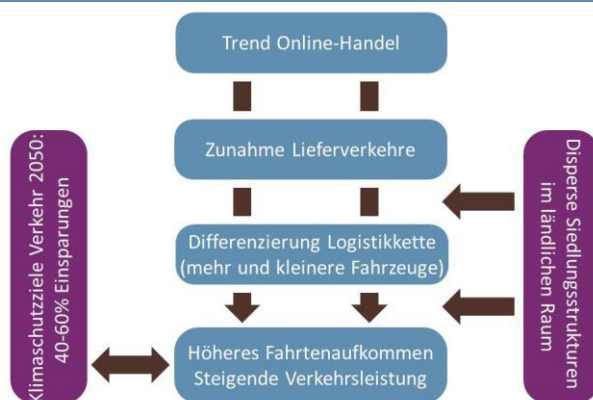 Trend Online-Handel
Zunahme Lieferverkehre
Differenzierung Logistikkette
(mehr und kleinere Fahrzeuge)
Höheres Fahrtenaufkommen
Steigende Verkehrsleistung
Klimaschutzziele Verkehr 2050:
40-60% Einsparungen
Disperse Siedlungsstrukturen
im ländlichen Raum